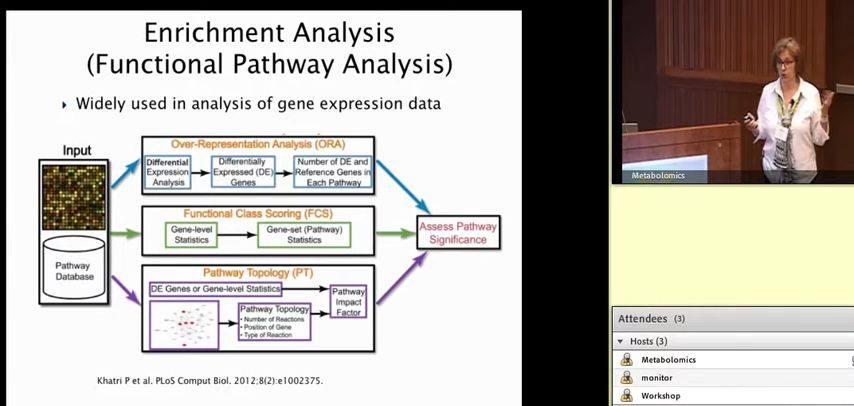 Enrichment Analysis
(Functional Pathway Analysis)
Widely used in analysis of gene expression data
Input
Pathway
Database
Over-Representation Analysis (ORA)
Differential
Expression
Analysis
Differentially
Expressed (DE)
Genes
Number of DE and
Reference Genes in
Each Pathway
Functional Class Scoring (FCS)
Gene-level
Statistics
Gene-set (Pathway)
Statistics
Pathway Topology (PT)
DE Genes or Gene-level Statistics
Pathway Topology
• Number of Reactions
• Position of Gene
• Type of Reaction
Pathway
Impact
Factor
Assess Pathway
Significance
Khatri P et al. PLoS Comput Biol. 2012;8(2):e1002375.
Metabolomics
Attendees (3)
Hosts (3)
Metabolomics
monitor
Workshop